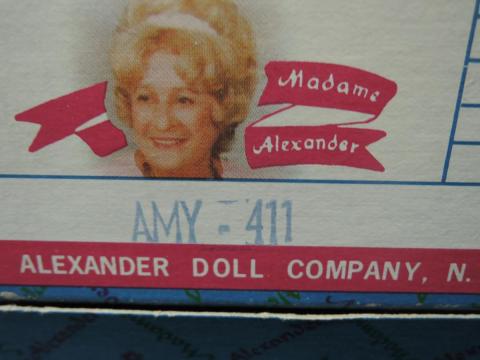 Madame
Alexander
AMY - 411
ALEXANDER DOLL COMPANY, N.